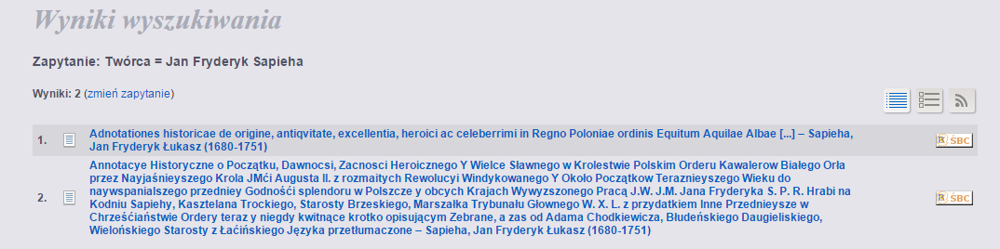 Wyniki wyszukiwania
Zapytanie: Twórca = Jan Fryderyk Sapieha
Wyniki: 2 (zmień zapytanie)
1. Adnotationes historicae de origine, antiqvitate, excellentia, heroici ac celeberrimi in Regno Poloniae ordinis Equitum Aquilae Albae [...] – Sapieha,
Jan Fryderyk Łukasz (1680-1751)
ŚBC
Annotacye Historyczne o Początku, Dawnocsi, Zacnosci Heroicznego Y Wielce Sławnego w Krolestwie Polskim Orderu Kawalerow Białego Orła
przez Nayjaśnieyszego Krola JMći Augusta II. z rozmaitych Rewolucyi Windykowanego Y Około Początkow Teraznieyszego Wieku do
naywspanialszego przedniey Godnośći splendoru w Polszcze y obcych Krajach Wywyzszonego Pracą J.W. J.M. Jana Fryderyka S. P. R. Hrabi na
2. Kodniu Sapiehy, Kasztelana Trockiego, Starosty Brzeskiego, Marszałka Trybunału Głownego W. X. L. z przydatkiem Inne Przednieysze w
Chrześćiaństwie Ordery teraz y niegdy kwitnące krotko opisującym Zebrane, a zas od Adama Chodkiewicza, Błudeńskiego Daugieliskiego,
Wielońskiego Starosty z Łaćińskiego Języka przetłumaczone – Sapieha, Jan Fryderyk Łukasz (1680-1751)
ŚBC